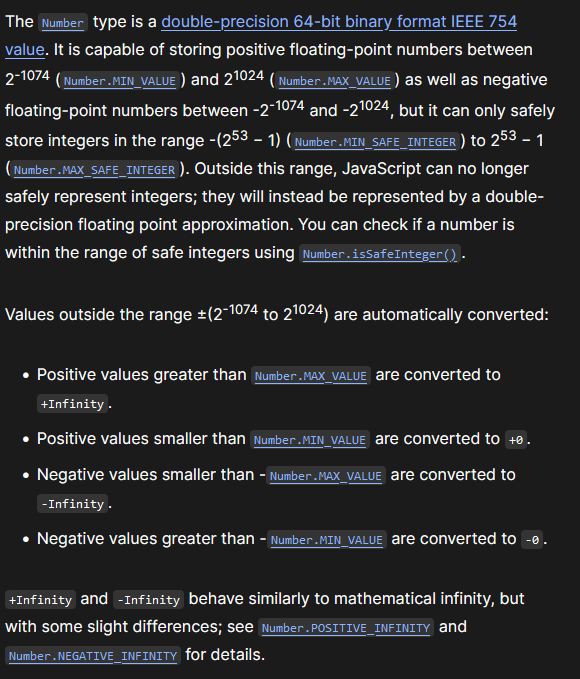 The Number type is a double-precision 64-bit binary format IEEE 754
value. It is capable of storing positive floating-point numbers between
2^-1074 (Number.MIN_VALUE) and 2^1024 (Number.MAX_VALUE) as well as negative
floating-point numbers between -2^-1074 and -2^1024, but it can only safely
store integers in the range -(2^53 − 1) (Number.MIN_SAFE_INTEGER) to 2^53 − 1
(Number.MAX_SAFE_INTEGER). Outside this range, JavaScript can no longer
safely represent integers; they will instead be represented by a double-
precision floating point approximation. You can check if a number is
within the range of safe integers using Number.isSafeInteger().
Values outside the range ±(2^-1074 to 2^1024) are automatically converted:
• Positive values greater than Number.MAX_VALUE are converted to
+Infinity.
• Positive values smaller than Number.MIN_VALUE are converted to +0.
• Negative values smaller than -Number.MAX_VALUE are converted to
-Infinity.
• Negative values greater than -Number.MIN_VALUE are converted to -0.
+Infinity and -Infinity behave similarly to mathematical infinity, but
with some slight differences; see Number.POSITIVE_INFINITY and
Number.NEGATIVE_INFINITY for details.